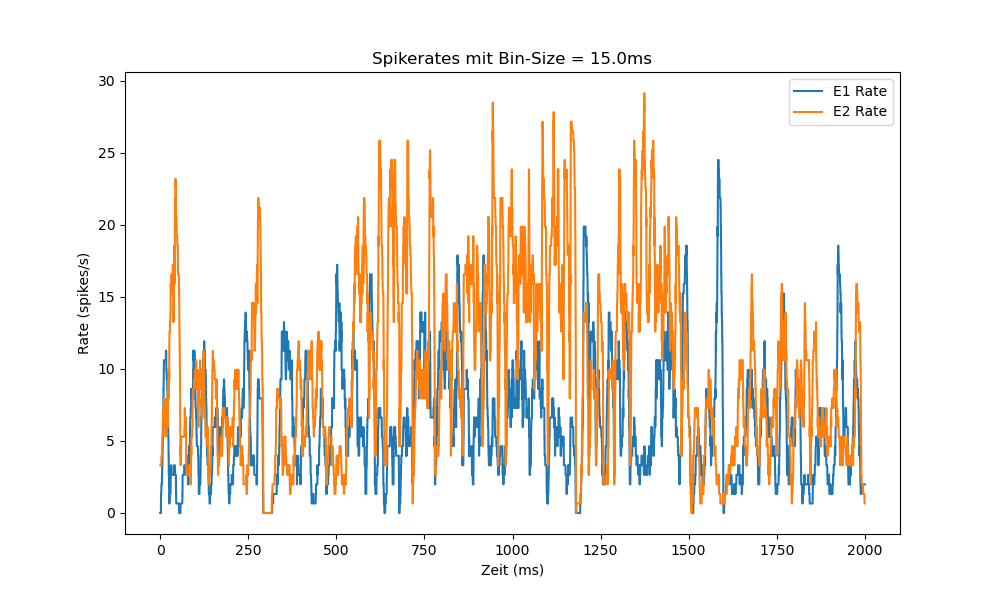 Spikerates mit Bin-Size = 15.0ms
E1 Rate
E2 Rate
30
25
20
15
10
5
0
Rate (spikes/s)
0 250 500 750 1000 1250 1500 1750 2000
Zeit (ms)